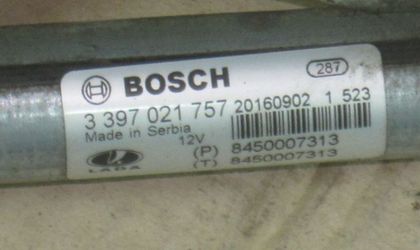 BOSCH 287
3 397 021 757 20160902 1 523
Made in Serbia
12V (P) 8450007313
LADA (T) 8450007313